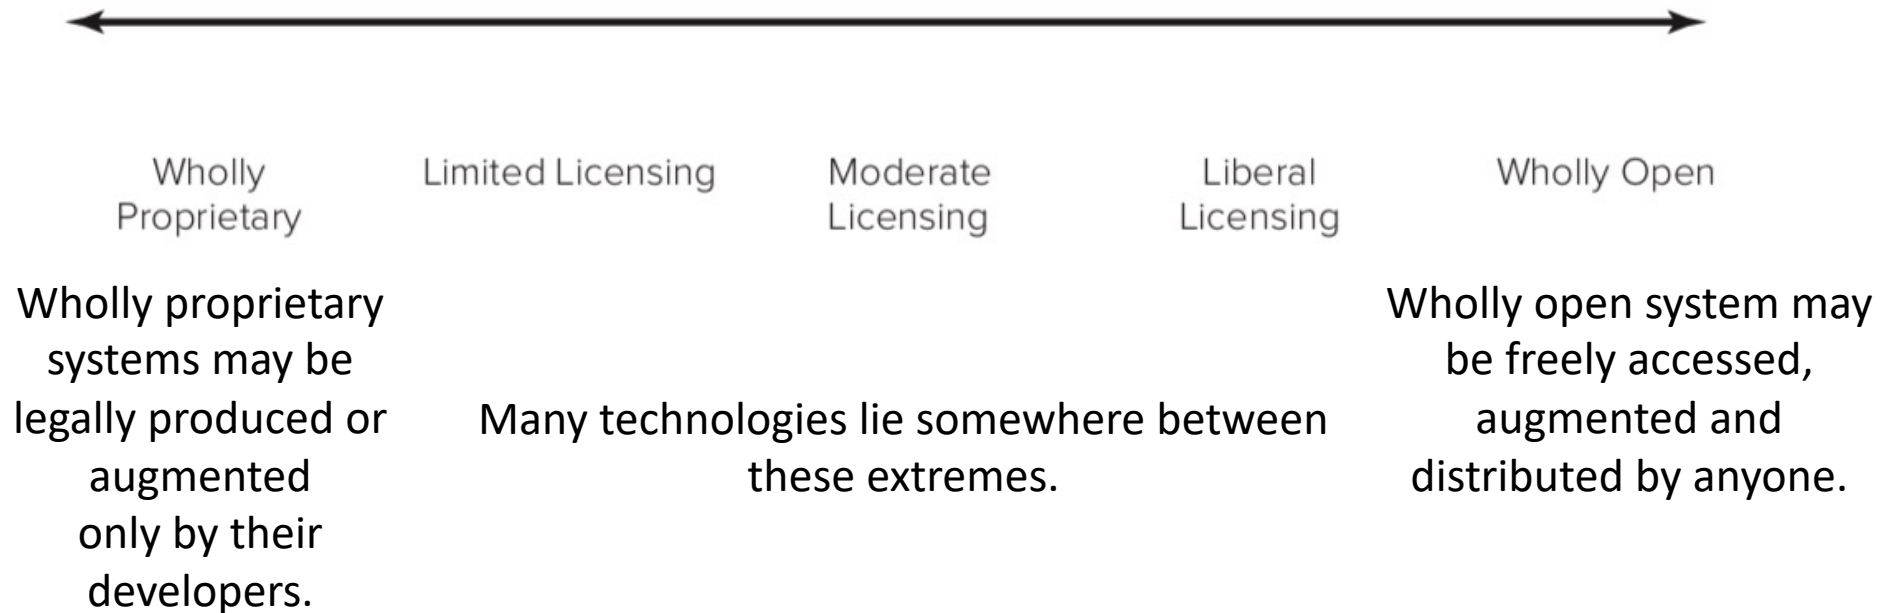 Wholly
Proprietary
Limited Licensing
Moderate
Licensing
Liberal
Licensing
Wholly Open
Wholly proprietary
systems may be
legally produced or
augmented
only by their
developers.
Many technologies lie somewhere between
these extremes.
Wholly open system may
be freely accessed,
augmented and
distributed by anyone.